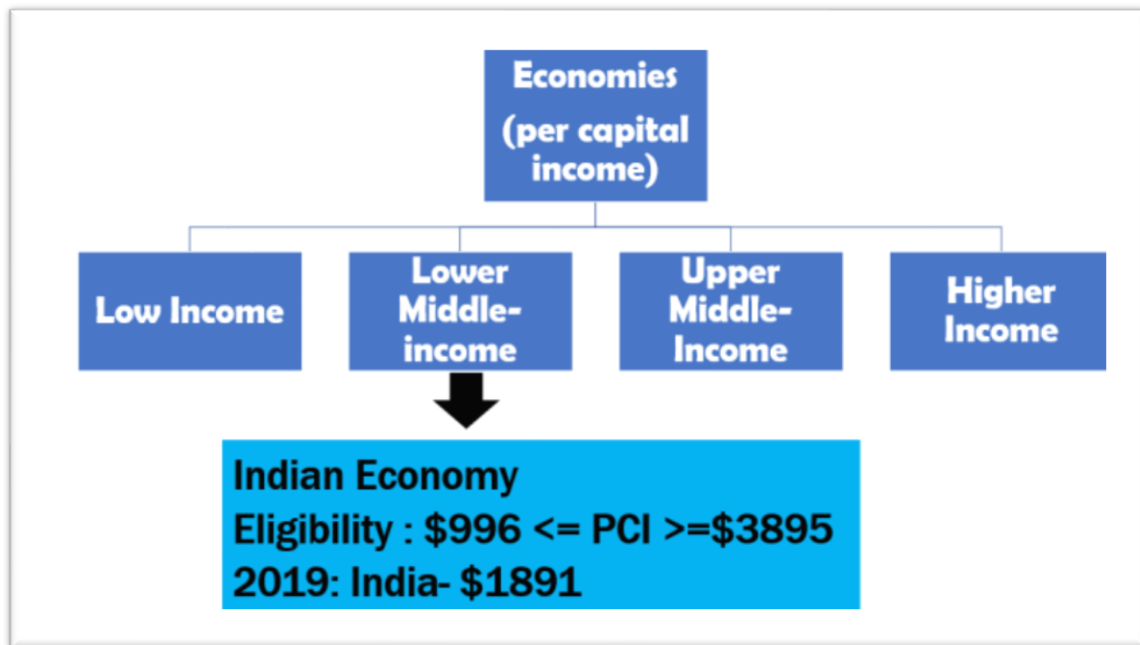 Economies
(per capital
income)
Low Income
Lower
Middle-
income
Upper
Middle-
Income
Higher
Income
Indian Economy
Eligibility : $996 <= PCI >=$3895
2019: India- $1891